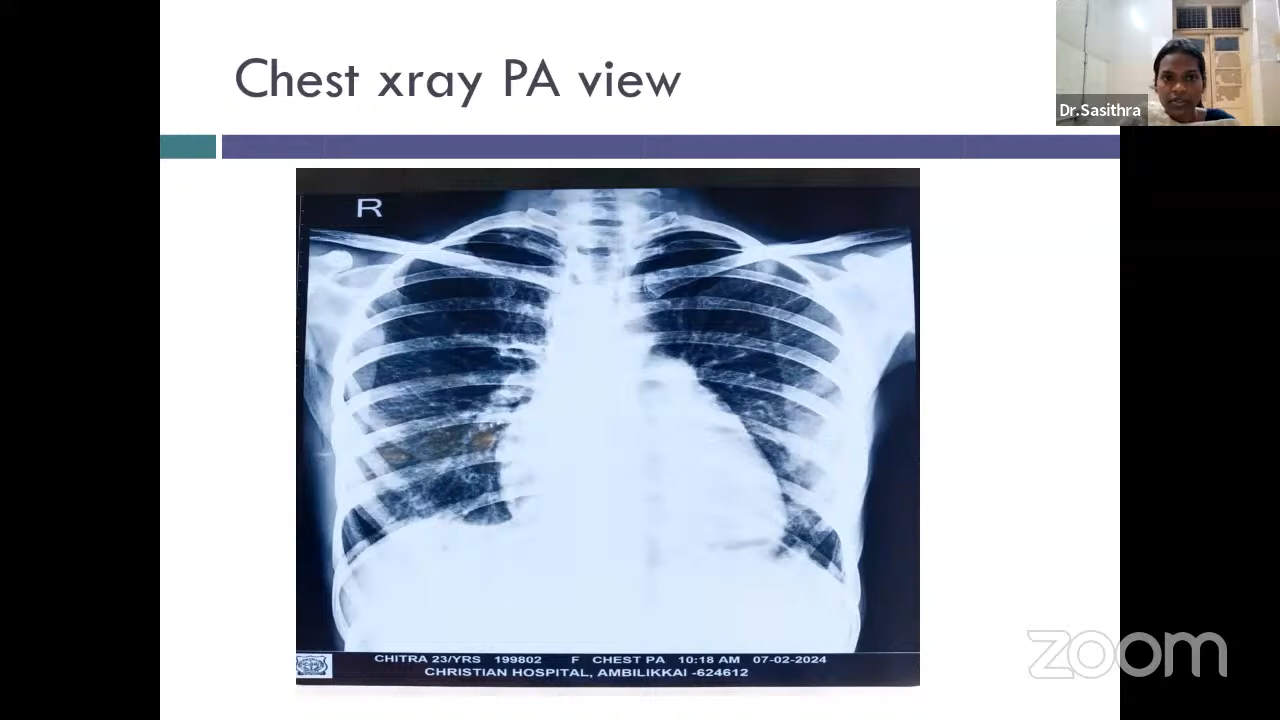 Chest xray PA view
Dr.Sasithra
R
CHITRA 23/YRS 199802 F CHEST PA 10:18 AM 07-02-2024
CHRISTIAN HOSPITAL, AMBILIKKAI -624612
zoom